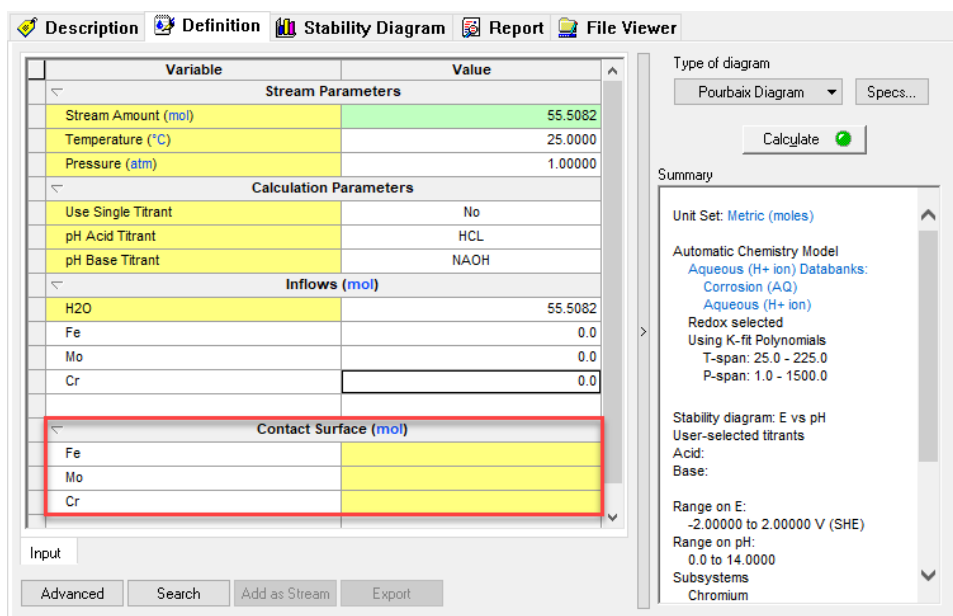 Description Definition Stability Diagram Report File Viewer
Variable Value
Stream Parameters
Stream Amount (mol) 55.5082
Temperature (°C) 25.0000
Pressure (atm) 1.00000
Calculation Parameters
Use Single Titrant No
pH Acid Titrant HCL
pH Base Titrant NAOH
Inflows (mol)
H2O 55.5082
Fe 0.0
Mo 0.0
Cr 0.0
Contact Surface (mol)
Fe
Mo
Cr
Input
Advanced Search Add as Stream Export
Type of diagram
Pourbaix Diagram Specs...
Calculate
Summary
Unit Set: Metric (moles)
Automatic Chemistry Model
Aqueous (H+ ion) Databanks:
Corrosion (AQ)
Aqueous (H+ ion)
Redox selected
Using K-fit Polynomials
T-span: 25.0 - 225.0
P-span: 1.0 - 1500.0
Stability diagram: E vs pH
User-selected titrants
Acid:
Base:
Range on E:
-2.00000 to 2.00000 V (SHE)
Range on pH:
0.0 to 14.0000
Subsystems
Chromium